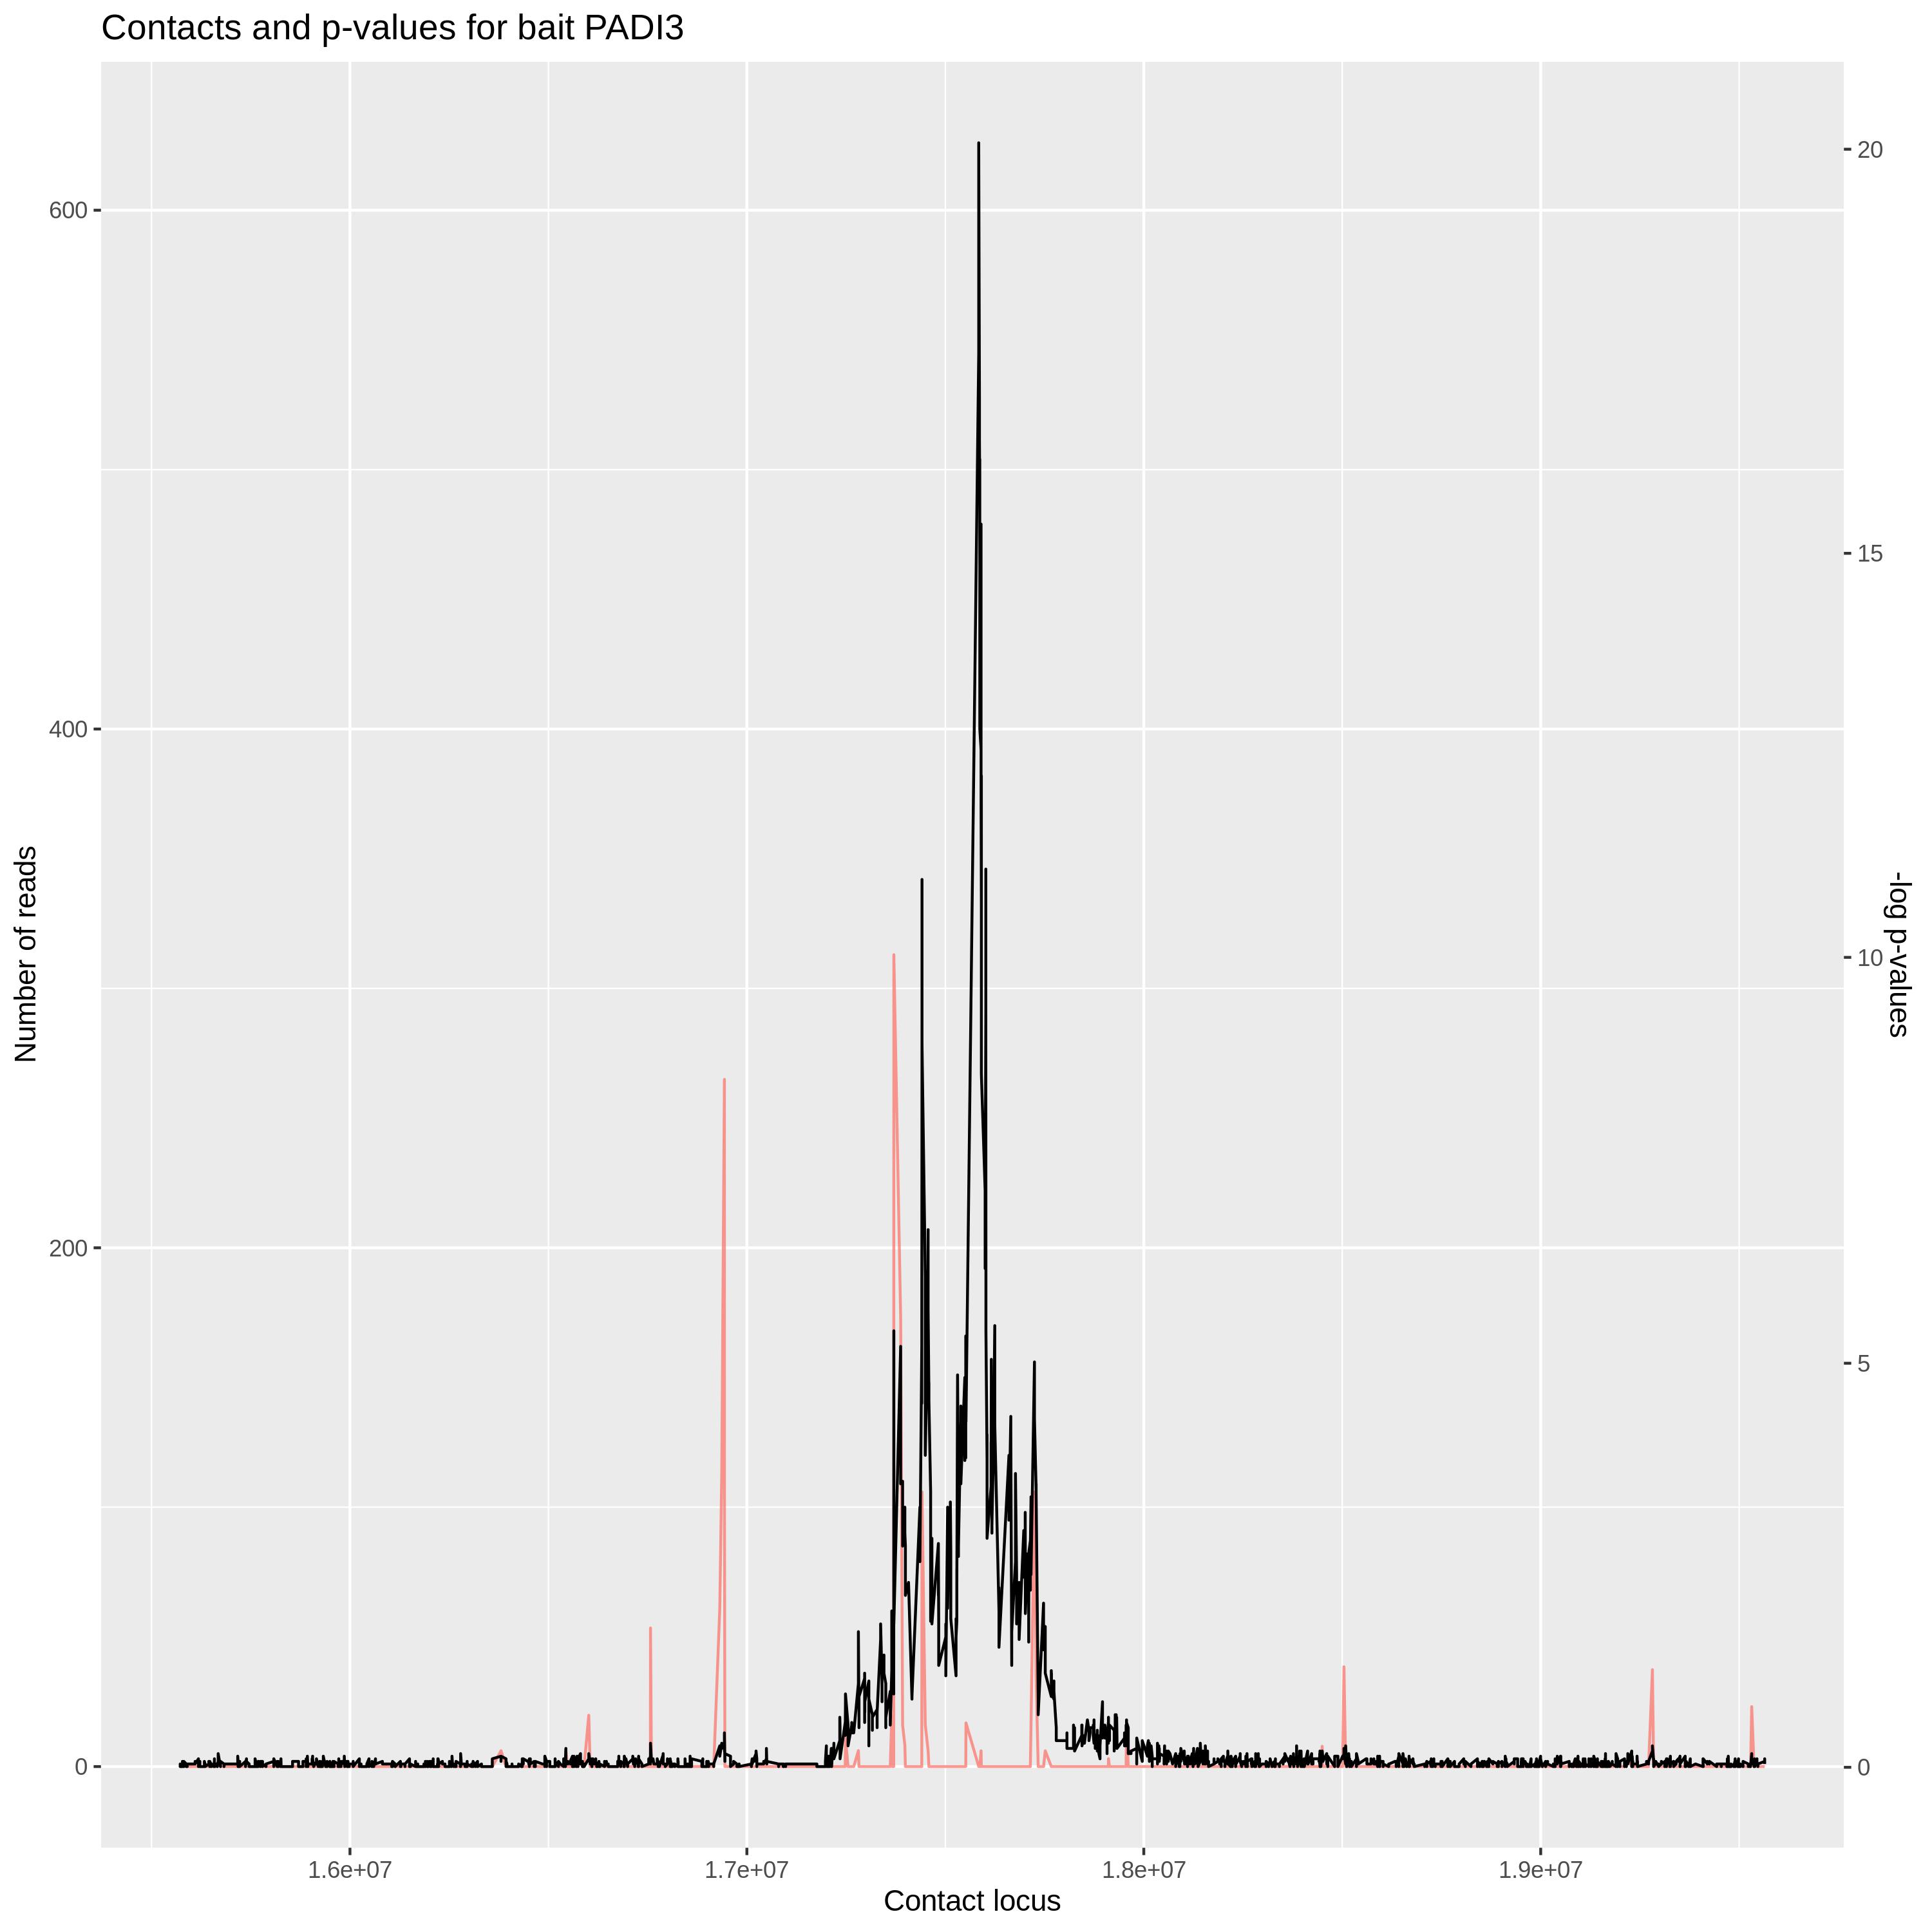 Contacts and p-values for bait PADI3
Number of reads
600
400
200
0
20
15
10
5
0
-log p-values
1.6e+07
1.7e+07
1.8e+07
1.9e+07
Contact locus